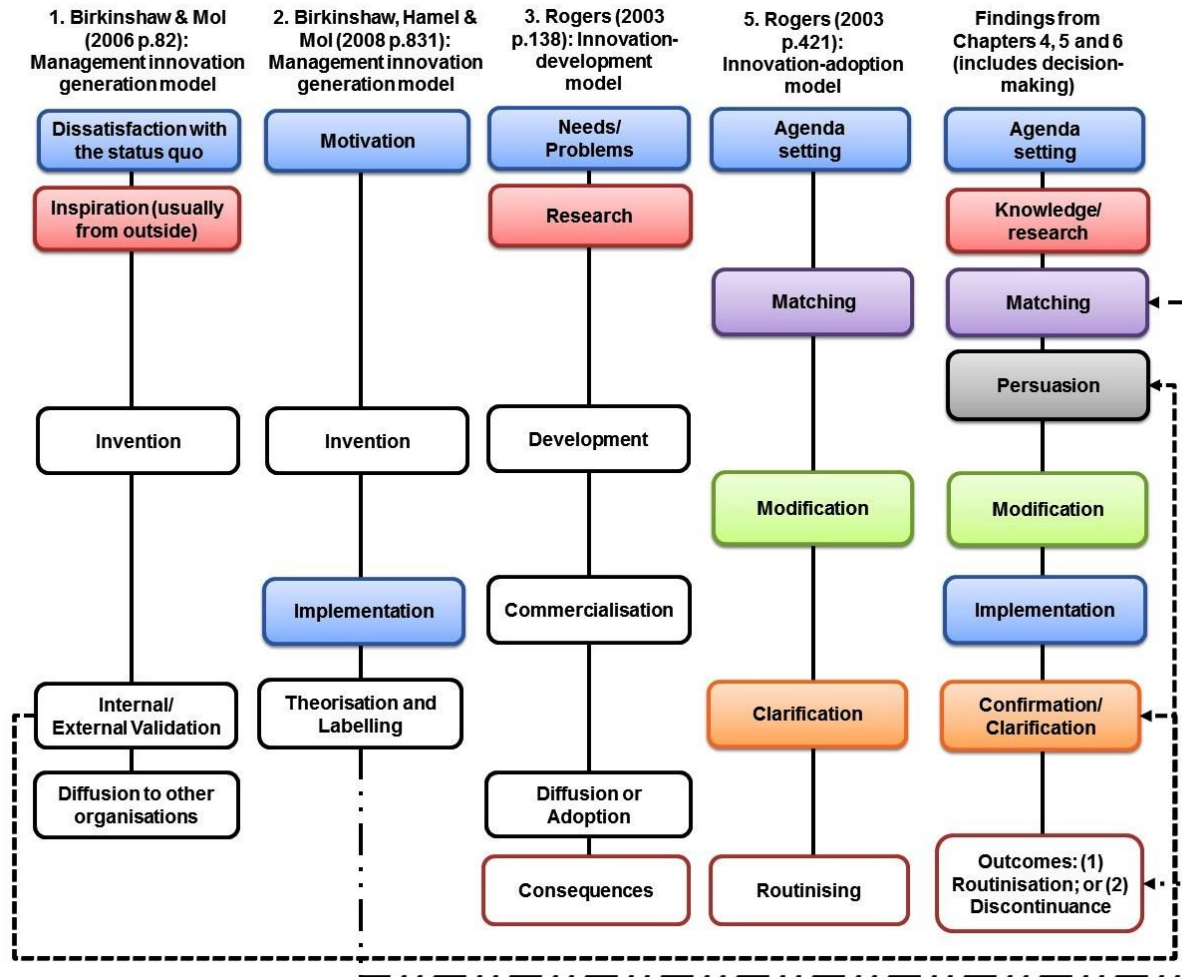 1. Birkinshaw & Mol
(2006 p.82):
Management innovation
generation model
2. Birkinshaw, Hamel &
Mol (2008 p.831):
Management innovation
generation model
3. Rogers (2003
p.138): Innovation-
development
model
5. Rogers (2003
p.421):
Innovation-adoption
model
Findings from
Chapters 4, 5 and 6
(includes decision-
making)
Dissatisfaction with
the status quo
Inspiration (usually
from outside)
Invention
Internal/
External Validation
Diffusion to other
organisations
Motivation
Invention
Implementation
Theorisation and
Labelling
Needs/
Problems
Research
Development
Commercialisation
Diffusion or
Adoption
Consequences
Agenda
setting
Matching
Modification
Clarification
Routinising
Agenda
setting
Knowledge/
research
Matching
Persuasion
Modification
Implementation
Confirmation/
Clarification
Outcomes: (1)
Routinisation; or (2)
Discontinuance